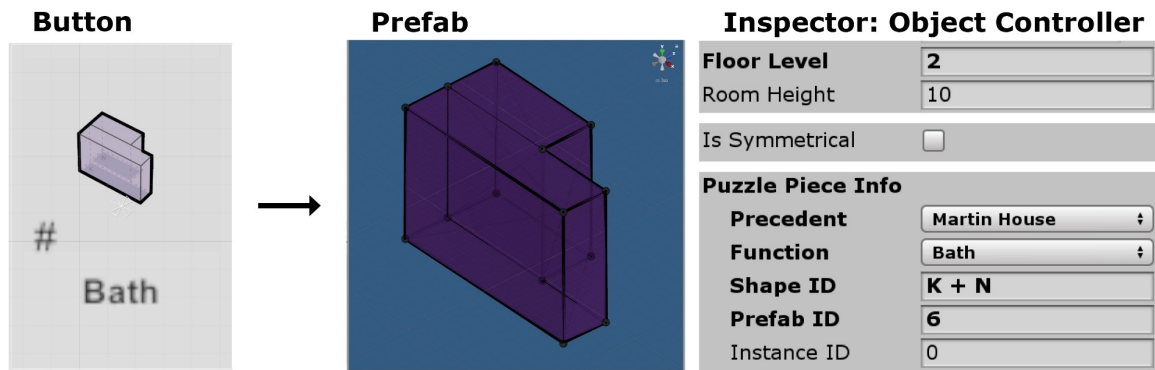 Button
Prefab
Inspector: Object Controller
#
Bath
Floor Level 2
Room Height 10
Is Symmetrical
Puzzle Piece Info
Precedent Martin House
Function Bath
Shape ID K + N
Prefab ID 6
Instance ID 0